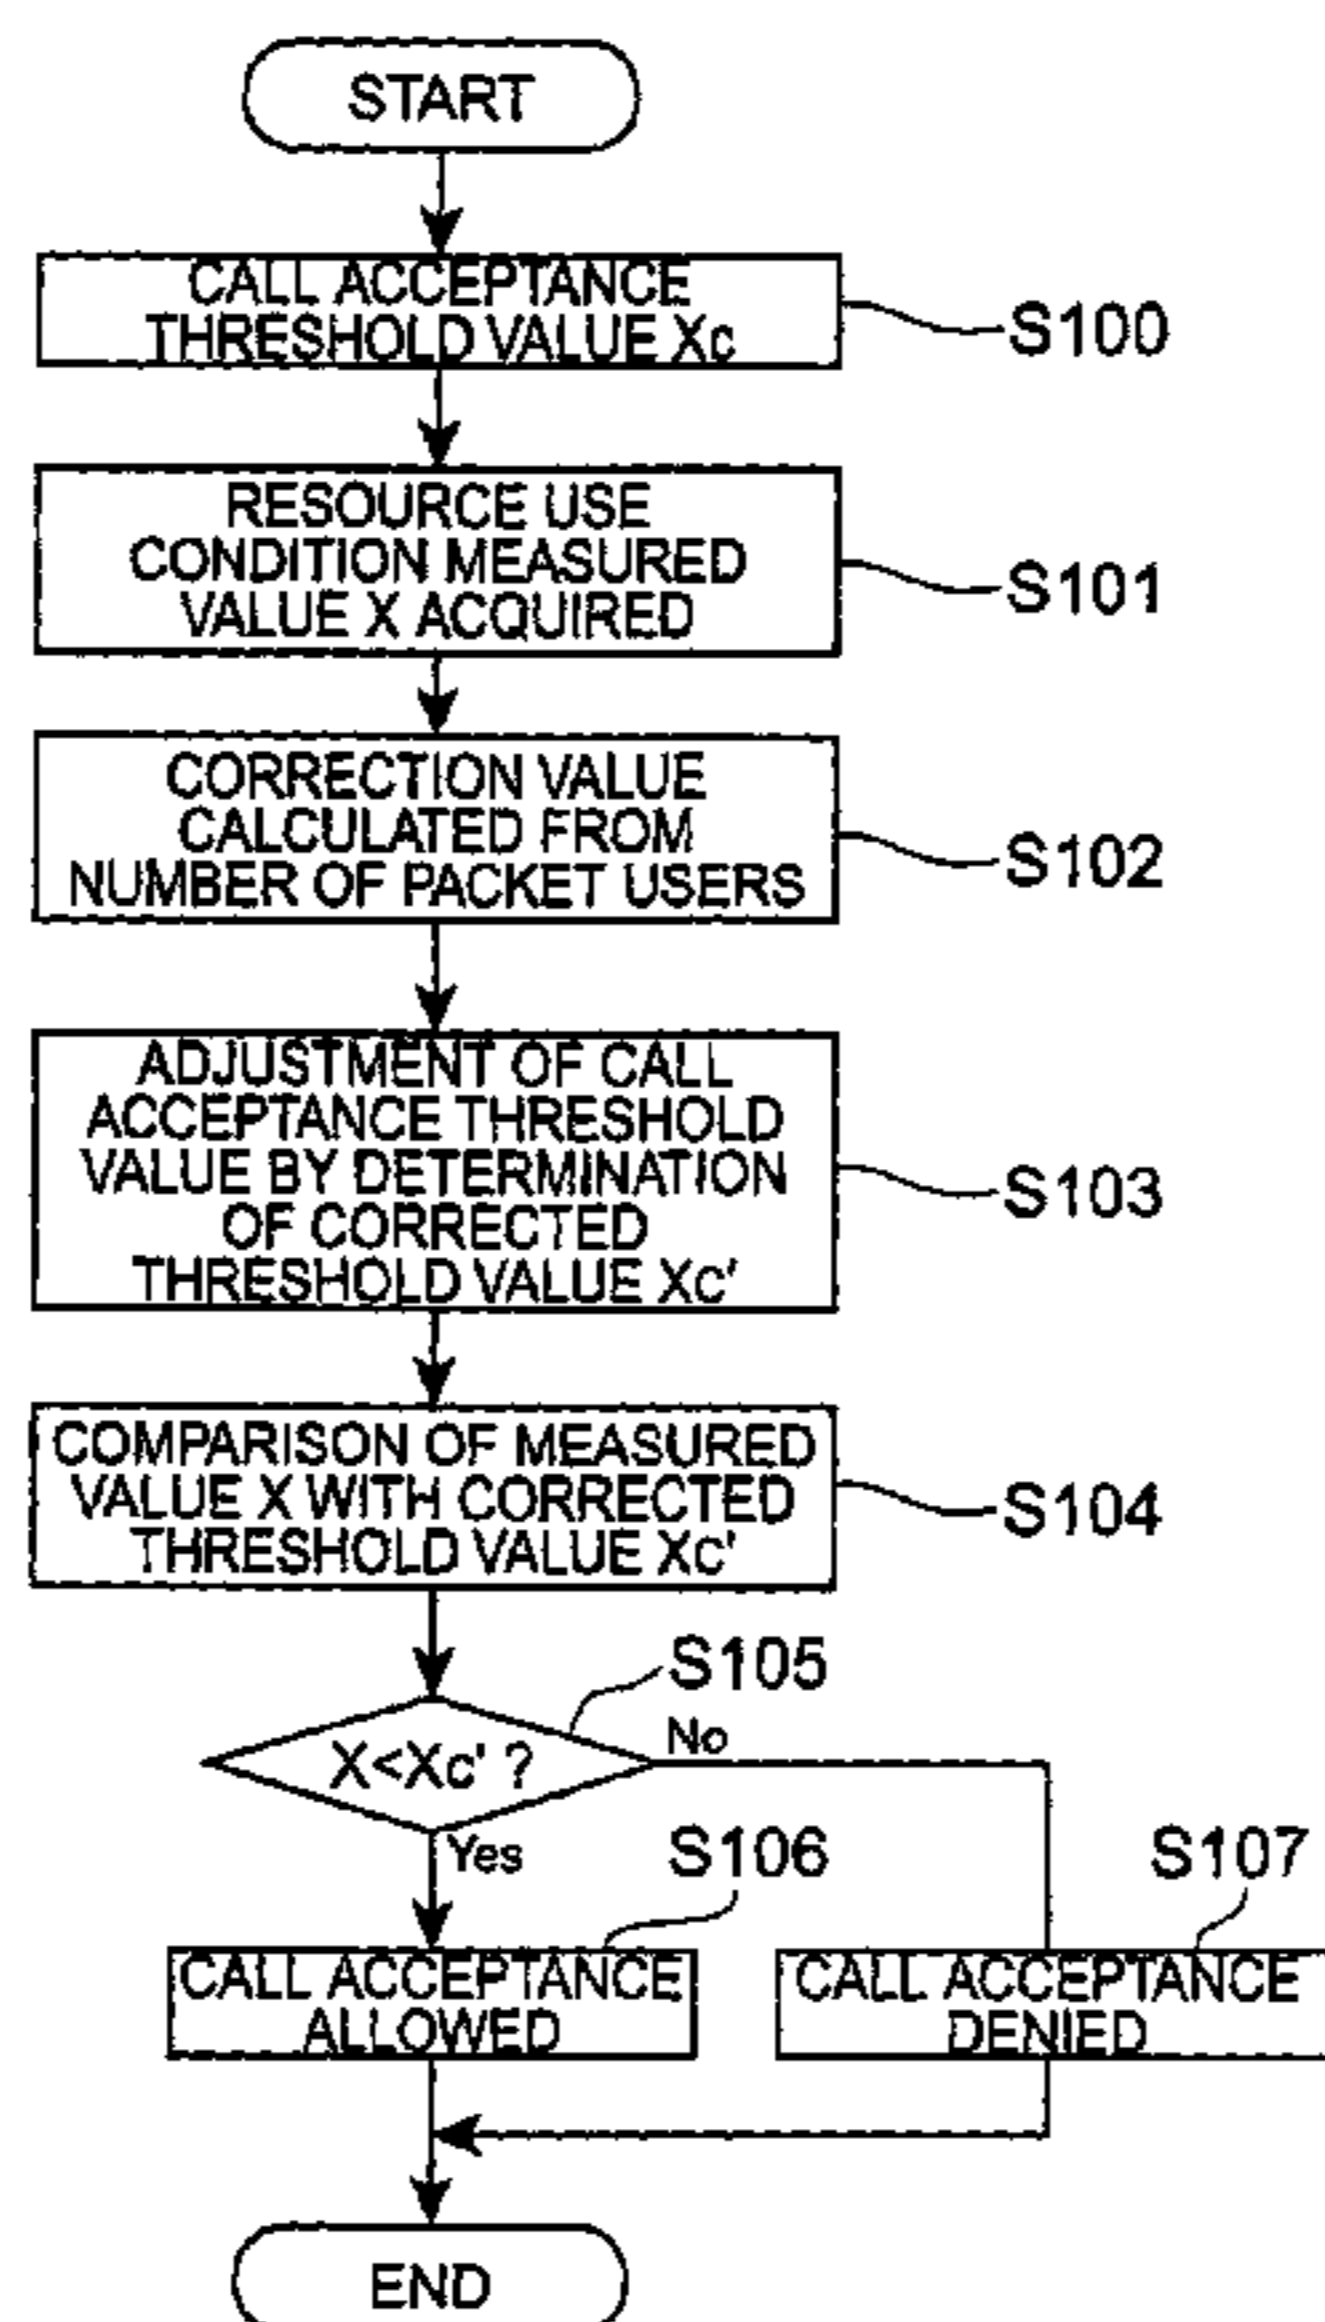 START
CALL ACCEPTANCE
THRESHOLD VALUE Xc
S100
RESOURCE USE
CONDITION MEASURED
VALUE X ACQUIRED
S101
CORRECTION VALUE
CALCULATED FROM
NUMBER OF PACKET USERS
S102
ADJUSTMENT OF CALL
ACCEPTANCE THRESHOLD
VALUE BY DETERMINATION
OF CORRECTED
THRESHOLD VALUE Xc'
S103
COMPARISON OF MEASURED
VALUE X WITH CORRECTED
THRESHOLD VALUE Xc'
S104
S105
X<Xc' ?
No
Yes
S106
S107
CALL ACCEPTANCE
ALLOWED
CALL ACCEPTANCE
DENIED
END